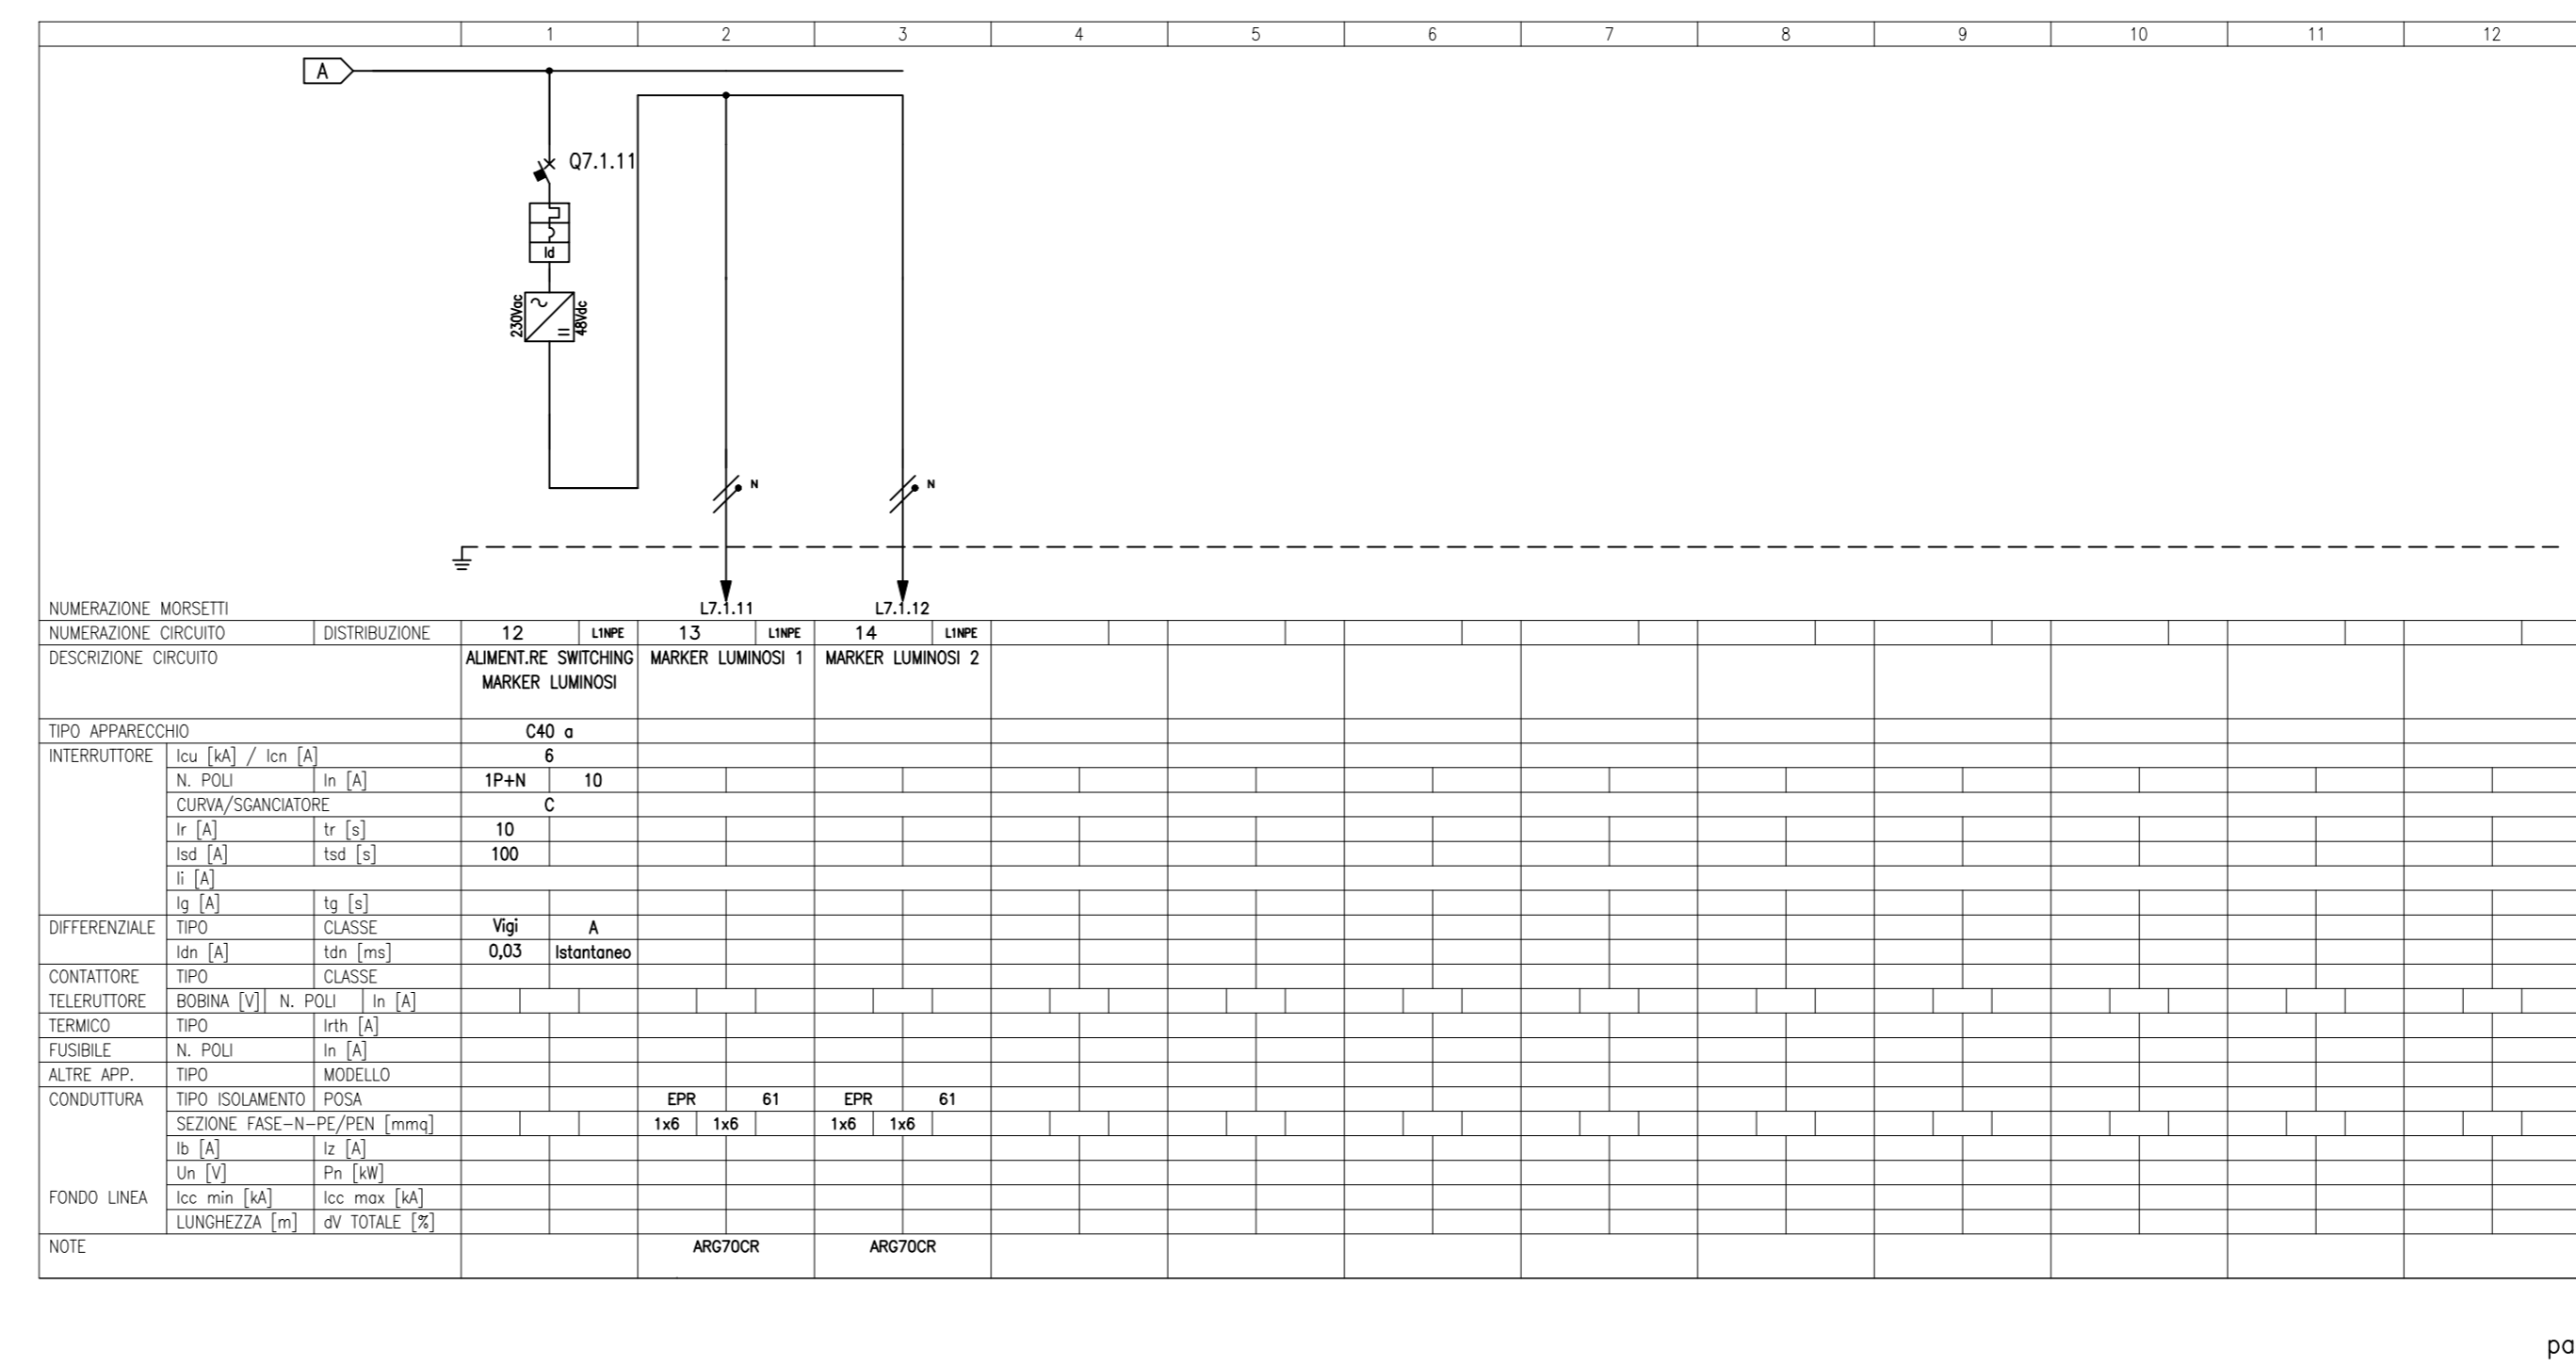 1 2 3 4 5 6 7 8 9 10 11 12
A
Q7.1.11
Id
230Vac 48Vdc
N N
NUMERAZIONE MORSETTI L7.1.11 L7.1.12
NUMERAZIONE CIRCUITO DISTRIBUZIONE 12 L1NPE 13 L1NPE 14 L1NPE
DESCRIZIONE CIRCUITO ALIMENT.RE SWITCHING MARKER LUMINOSI 1 MARKER LUMINOSI 2
MARKER LUMINOSI
TIPO APPARECCHIO C40 a
INTERRUTTORE Icu [kA] / Icn [A] 6
N. POLI In [A] 1P+N 10
CURVA/SGANCIATORE C
Ir [A] tr [s] 10
Isd [A] tsd [s] 100
Ii [A]
Ig [A] tg [s]
DIFFERENZIALE TIPO CLASSE Vigi A
Idn [A] tdn [ms] 0,03 Istantaneo
CONTATTORE TIPO CLASSE
TELERUTTORE BOBINA [V] N. POLI In [A]
TERMICO TIPO Irth [A]
FUSIBILE N. POLI In [A]
ALTRE APP. TIPO MODELLO
CONDUTTURA TIPO ISOLAMENTO POSA EPR 61 EPR 61
SEZIONE FASE-N-PE/PEN [mmq] 1x6 1x6 1x6 1x6
Ib [A] Iz [A]
Un [V] Pn [kW]
FONDO LINEA Icc min [kA] Icc max [kA]
LUNGHEZZA [m] dV TOTALE [%]
NOTE ARG7OCR ARG7OCR
pa